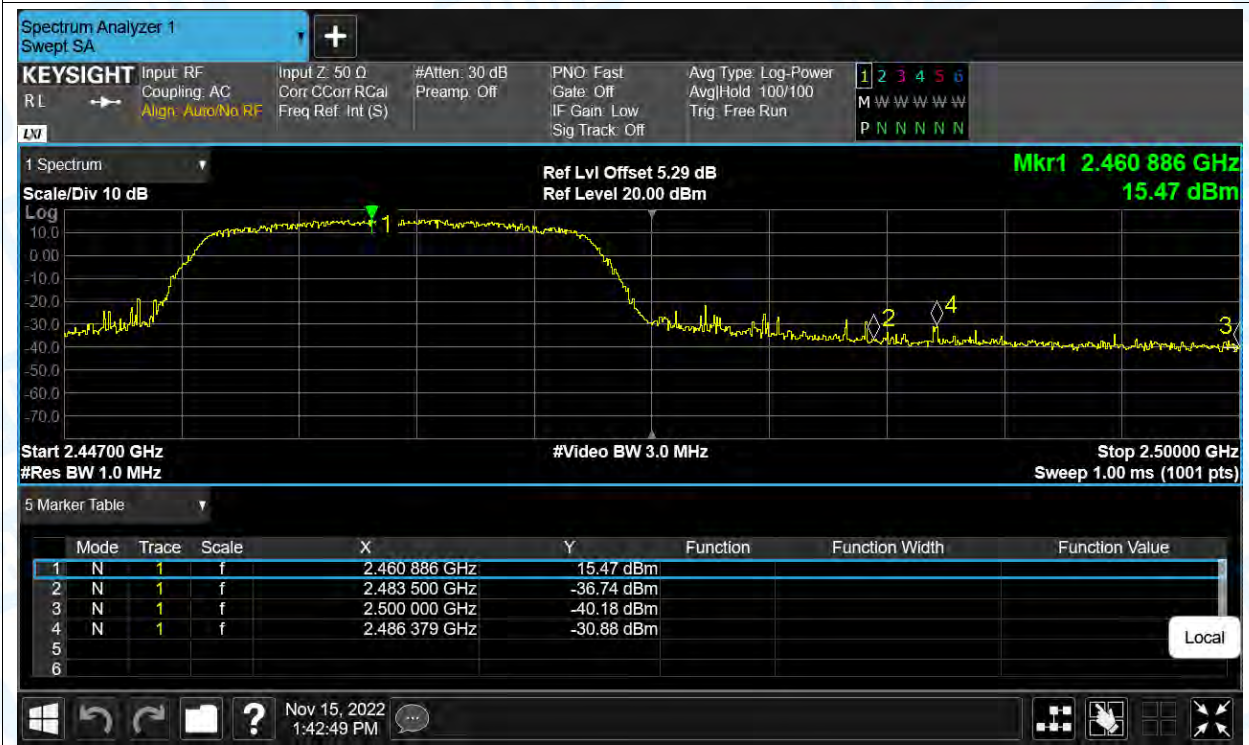 Spectrum Analyzer 1
Swept SA
KEYSIGHT
RL
LXI
Input: RF
Coupling: AC
Align: Auto/No RF
Input Z: 50 Ω
Corr CCorr RCal
Freq Ref: Int (S)
#Atten: 30 dB
Preamp: Off
PNO: Fast
Gate: Off
IF Gain: Low
Sig Track: Off
Avg Type: Log-Power
Avg|Hold: 100/100
Trig: Free Run
1 2 3 4 5 6
M W W W W W
P N N N N N
1 Spectrum
Scale/Div 10 dB
Ref Lvl Offset 5.29 dB
Ref Level 20.00 dBm
Mkr1 2.460 886 GHz
15.47 dBm
Log
10.0
0.00
-10.0
-20.0
-30.0
-40.0
-50.0
-60.0
-70.0
1
2
4
3
Start 2.44700 GHz
#Res BW 1.0 MHz
#Video BW 3.0 MHz
Stop 2.50000 GHz
Sweep 1.00 ms (1001 pts)
5 Marker Table
Mode Trace Scale X Y Function Function Width Function Value
1 N 1 f 2.460 886 GHz 15.47 dBm
2 N 1 f 2.483 500 GHz -36.74 dBm
3 N 1 f 2.500 000 GHz -40.18 dBm
4 N 1 f 2.486 379 GHz -30.88 dBm
5
6
Local
?
Nov 15, 2022
1:42:49 PM